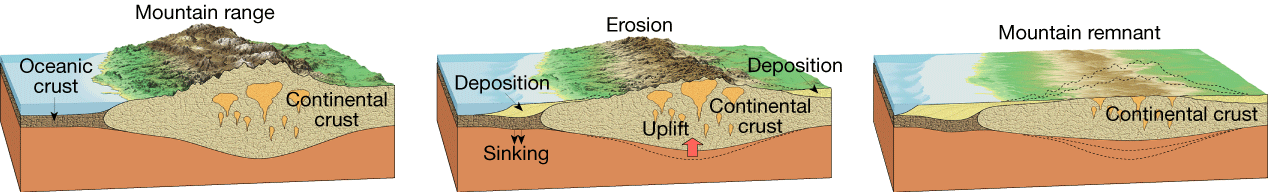 Mountain range
Oceanic
crust
Continental
crust
Erosion
Deposition
Deposition
Continental
crust
Uplift
Sinking
Mountain remnant
Continental crust